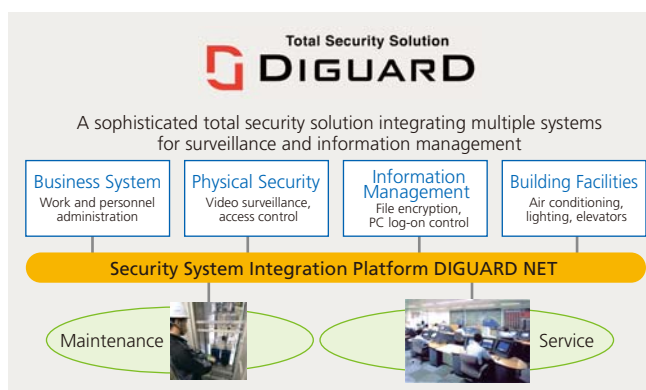 Total Security Solution
DIGUARD
A sophisticated total security solution integrating multiple systems
for surveillance and information management
Business System
Work and personnel
administration
Physical Security
Video surveillance,
access control
Information
Management
File encryption,
PC log-on control
Building Facilities
Air conditioning,
lighting, elevators
Security System Integration Platform DIGUARD NET
Maintenance
Service